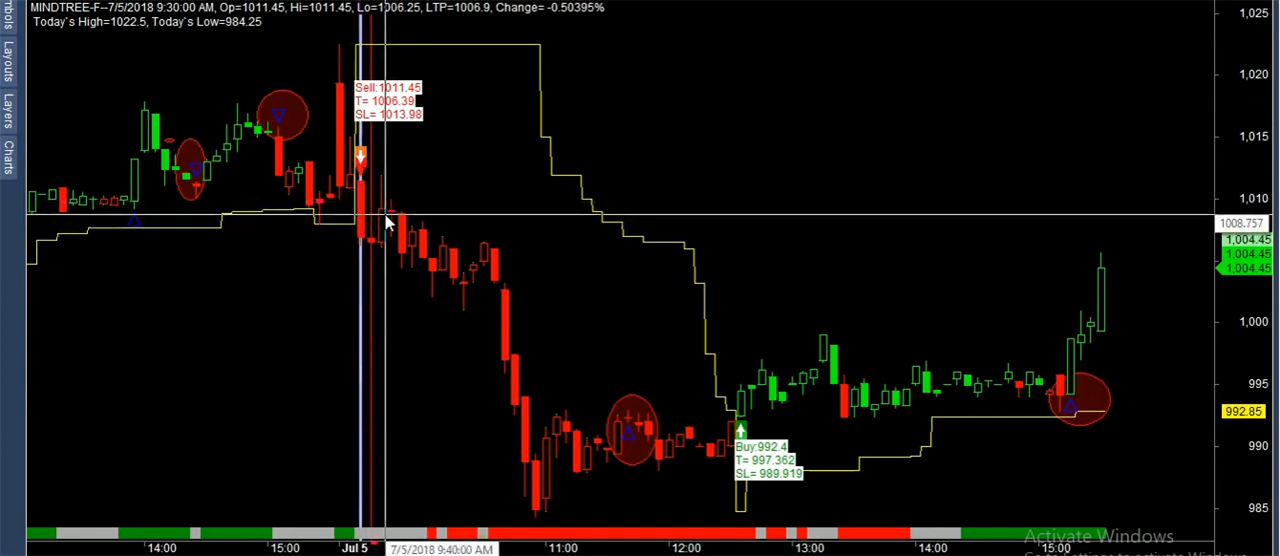 MINDTREE-F--7/5/2018 9:30:00 AM, Op=1011.45, Hi=1011.45, Lo=1006.25, LTP=1006.9, Change= -0.50395%
Today`s High=1022.5, Today`s Low=984.25
Layouts
Layers
Charts
Sell:1011.45
T= 1006.39
SL= 1013.98
Buy:992.4
T= 997.362
SL= 989.919
1,025
1,020
1,015
1,010
1008.757
1,004.45
1,004.45
1,004.45
1,000
995
992.85
990
985
14:00
15:00
Jul 5
7/5/2018 9:40:00 AM
11:00
12:00
13:00
14:00
15:00
Activate Windows